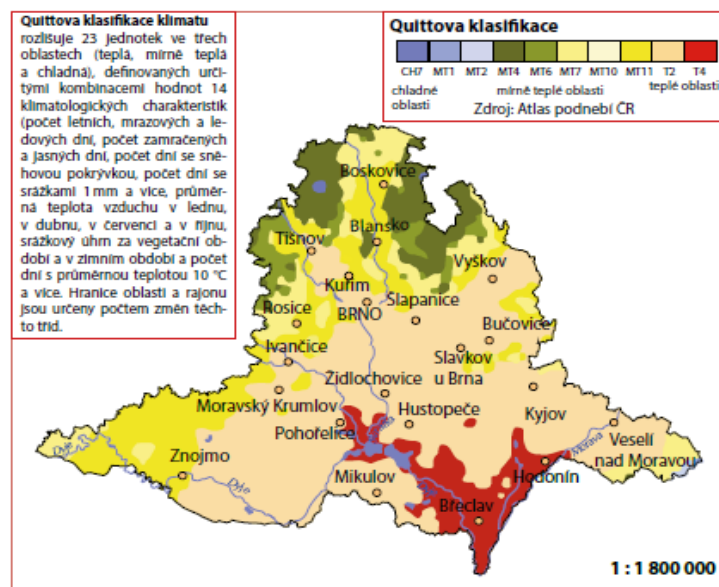 Quittova klasifikace klimatu
rozlišuje 23 jednotek ve třech
oblastech (teplá, mírně teplá
a chladná), definovaných urči-
tými kombinacemi hodnot 14
klimatologických charakteristik
(počet letních, mrazových a le-
dových dní, počet zamračených
a jasných dní, počet dní se sně-
hovou pokrývkou, počet dní se
srážkami 1mm a více, průměr-
ná teplota vzduchu v lednu,
v dubnu, v červenci a v říjnu,
srážkový úhrn za vegetační ob-
dobí a v zimním období a počet
dní s průměrnou teplotou 10 °C
a více. Hranice oblasti a rajonu
jsou určeny počtem změn těch-
to tříd.
Quittova klasifikace
CH7 MT1 MT2 MT4 MT6 MT7 MT10 MT11 T2 T4
chladné oblasti mírně teplé oblasti teplé oblasti
Zdroj: Atlas podnebí ČR
Boskovice
Blansko
Tišnov
Vyškov
Kuřim
BRNO
Slapanice
Rosice
Bučovice
Ivančice
Slavkov
u Brna
Židlochovice
Moravský Krumlov
Hustopeče
Kyjov
Pohořelice
Veselí
nad Moravou
Morava
Dyje
Znojmo
Dyje
Hodonín
Mikulov
Břeclav
1 : 1 800 000